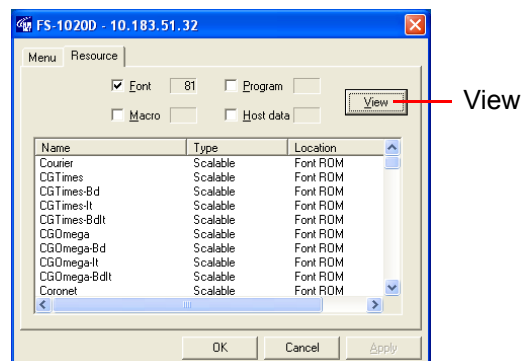 FS-1020D - 10.183.51.32
Menu Resource
Font 81 Program
Macro Host data
View
View
Name Type Location
Courier Scalable Font ROM
CGTimes Scalable Font ROM
CGTimes-Bd Scalable Font ROM
CGTimes-It Scalable Font ROM
CGTimes-BdIt Scalable Font ROM
CGOmega Scalable Font ROM
CGOmega-Bd Scalable Font ROM
CGOmega-It Scalable Font ROM
CGOmega-BdIt Scalable Font ROM
Coronet Scalable Font ROM
OK Cancel Apply